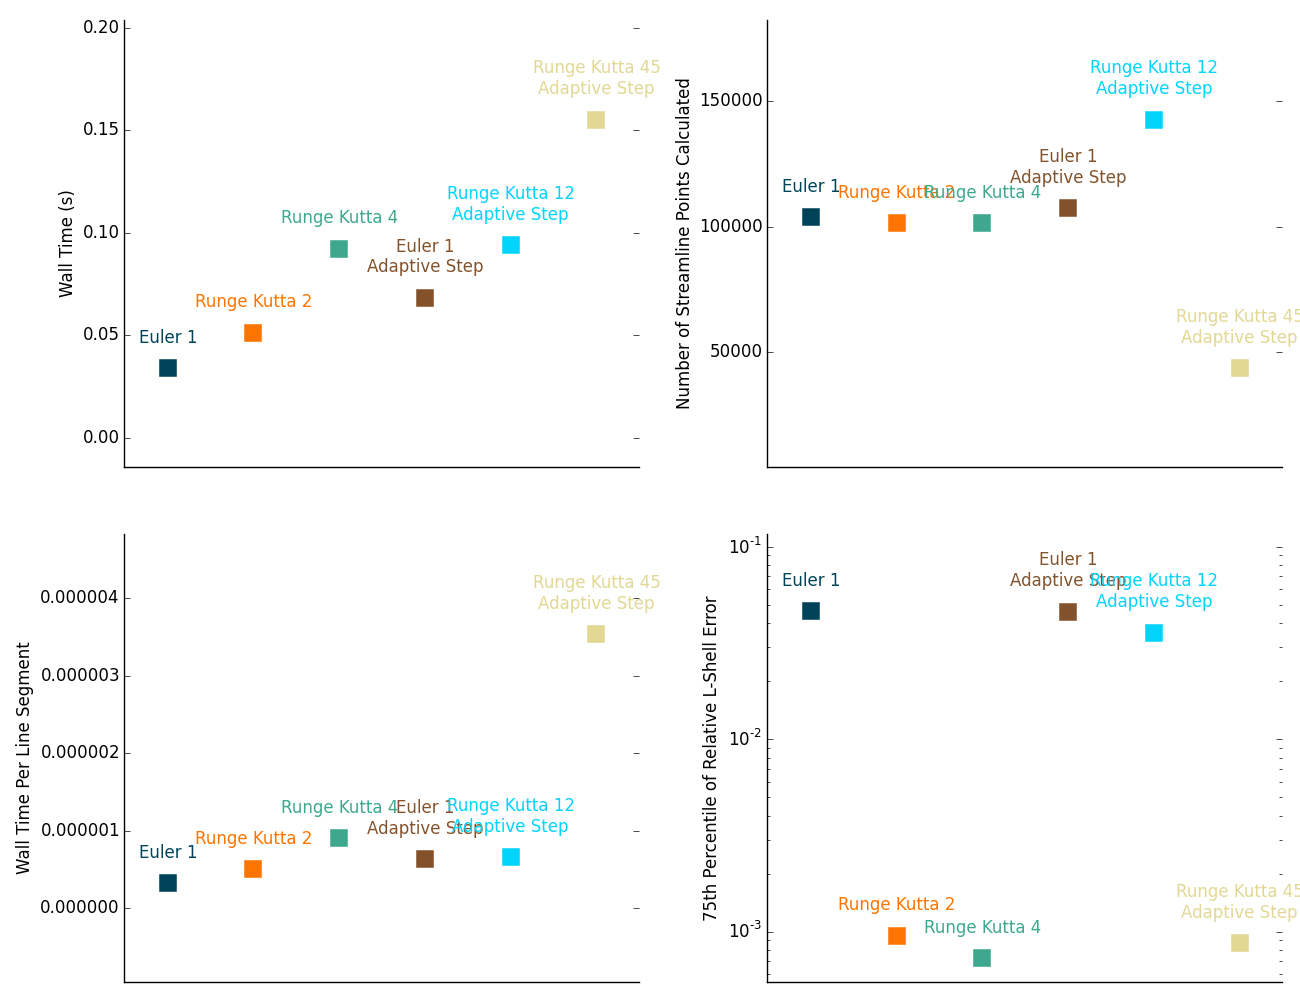 0.20
0.15
0.10
0.05
0.00
Wall Time (s)
Euler 1
Runge Kutta 2
Runge Kutta 4
Euler 1
Adaptive Step
Runge Kutta 12
Adaptive Step
Runge Kutta 45
Adaptive Step
150000
100000
50000
Number of Streamline Points Calculated
Euler 1
Runge Kutta 2
Runge Kutta 4
Euler 1
Adaptive Step
Runge Kutta 12
Adaptive Step
Runge Kutta 45
Adaptive Step
0.000004
0.000003
0.000002
0.000001
0.000000
Wall Time Per Line Segment
Euler 1
Runge Kutta 2
Runge Kutta 4
Euler 1
Adaptive Step
Runge Kutta 12
Adaptive Step
Runge Kutta 45
Adaptive Step
10⁻¹
10⁻²
10⁻³
75th Percentile of Relative L-Shell Error
Euler 1
Runge Kutta 2
Runge Kutta 4
Euler 1
Adaptive Step
Runge Kutta 12
Adaptive Step
Runge Kutta 45
Adaptive Step